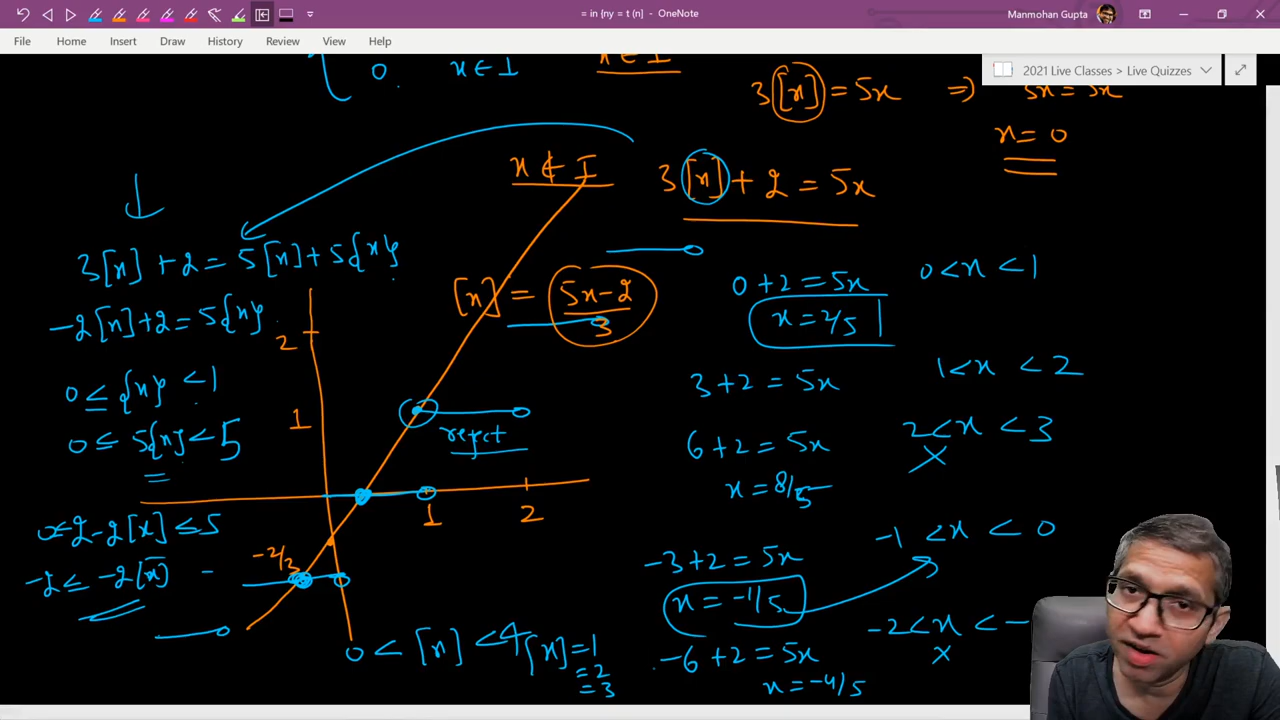 = in {ny = t (n] - OneNote
Manmohan Gupta
File Home Insert Draw History Review View Help
2021 Live Classes > Live Quizzes
0 x ∈ I
x ∈ I
3[x] = 5x ⇒ 3x = 5x
x = 0
x ∉ I
3[x] + 2 = 5x
3[x] + 2 = 5[x] + 5{x}
-2[x] + 2 = 5{x}
0 ≤ {x} < 1
0 ≤ 5{x} < 5
0 < 2 - 2[x] ≤ 5
-2 ≤ -2[x]
[x] = 5x-2/3
2
1
reject
1 2
-2/3
0 < [x] < 4
[x] = 1
= 2
= 3
0 + 2 = 5x 0 < x < 1
x = 2/5
3 + 2 = 5x 1 < x < 2
6 + 2 = 5x 2 < x < 3
x = 8/5 ×
-3 + 2 = 5x -1 < x < 0
x = -1/5
-6 + 2 = 5x -2 < x < -
x = -4/5 ×